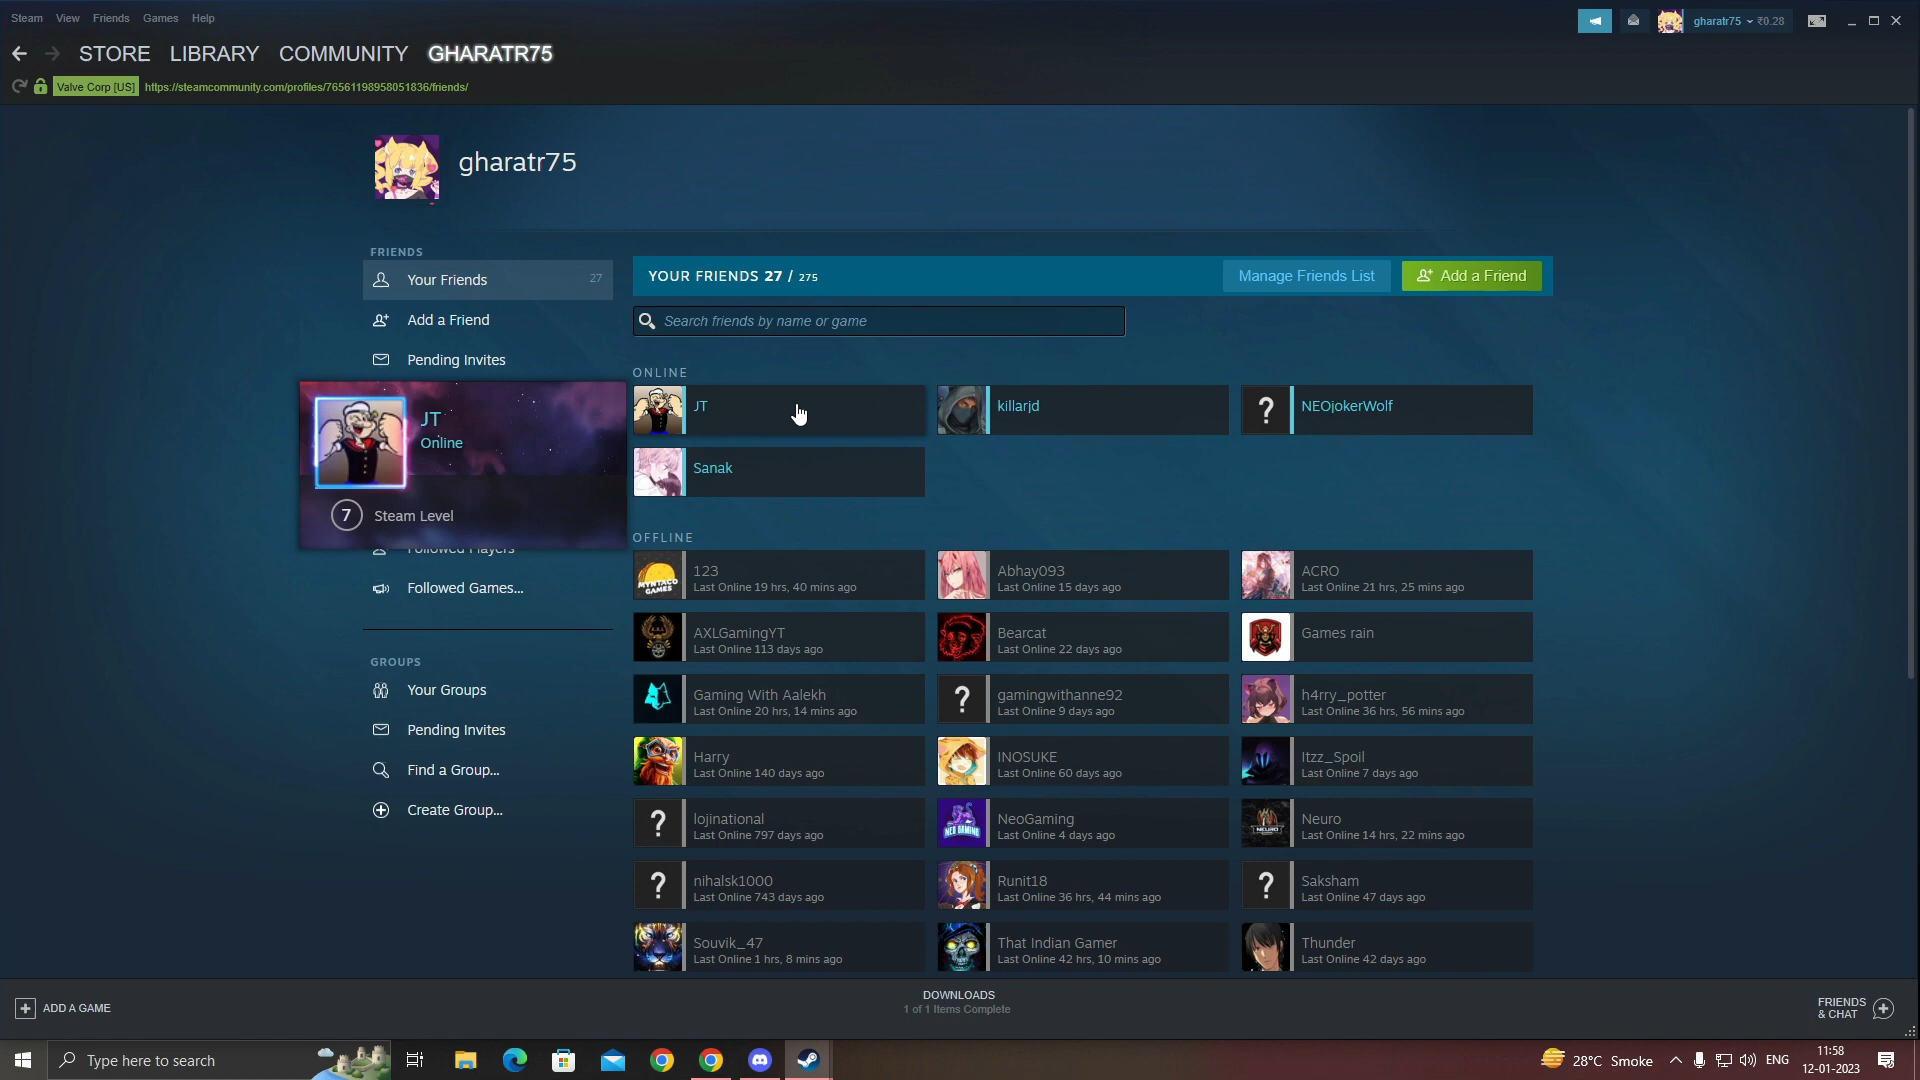 Steam View Friends Games Help
gharatr75 ₹0.28
STORE LIBRARY COMMUNITY GHARATR75
Valve Corp [US] https://steamcommunity.com/profiles/76561198958051836/friends/
gharatr75
FRIENDS
Your Friends 27
Add a Friend
Pending Invites
JT
Online
7 Steam Level
Followed Players
Followed Games...
GROUPS
Your Groups
Pending Invites
Find a Group...
Create Group...
YOUR FRIENDS 27 / 275
Manage Friends List
Add a Friend
Search friends by name or game
ONLINE
JT
killarjd
? NEOjokerWolf
Sanak
OFFLINE
MYNTACO GAMES
123
Last Online 19 hrs, 40 mins ago
Abhay093
Last Online 15 days ago
ACRO
Last Online 21 hrs, 25 mins ago
AXLGamingYT
Last Online 113 days ago
Bearcat
Last Online 22 days ago
Games rain
Gaming With Aalekh
Last Online 20 hrs, 14 mins ago
? gamingwithanne92
Last Online 9 days ago
h4rry_potter
Last Online 36 hrs, 56 mins ago
Harry
Last Online 140 days ago
INOSUKE
Last Online 60 days ago
Itzz_Spoil
Last Online 7 days ago
? lojinational
Last Online 797 days ago
NEO GAMING
NeoGaming
Last Online 4 days ago
NEURO
Neuro
Last Online 14 hrs, 22 mins ago
? nihalsk1000
Last Online 743 days ago
Runit18
Last Online 36 hrs, 44 mins ago
? Saksham
Last Online 47 days ago
Souvik_47
Last Online 1 hrs, 8 mins ago
That Indian Gamer
Last Online 42 hrs, 10 mins ago
Thunder
Last Online 42 days ago
ADD A GAME
DOWNLOADS
1 of 1 Items Complete
FRIENDS
& CHAT
Type here to search
28°C Smoke
ENG
11:58
12-01-2023